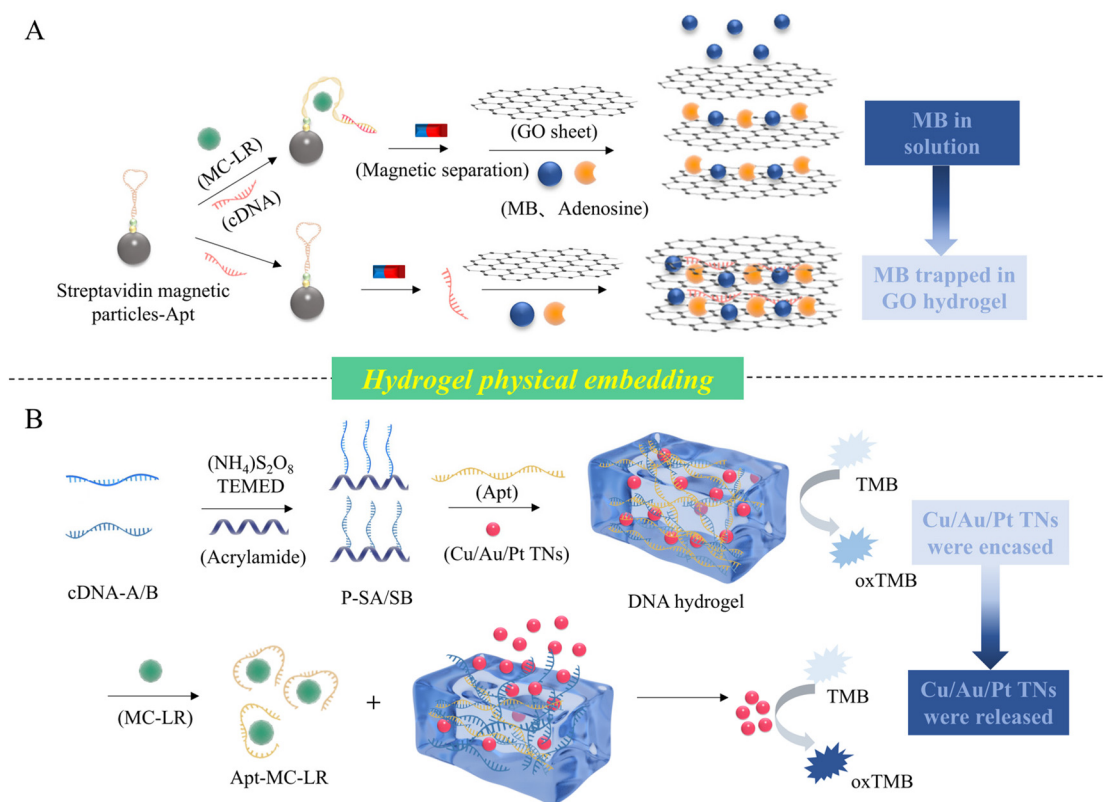 A
(MC-LR)
(cDNA)
Streptavidin magnetic
particles-Apt
(Magnetic separation)
(GO sheet)
(MB、Adenosine)
MB in
solution
MB trapped in
GO hydrogel
Hydrogel physical embedding
B
cDNA-A/B
(NH₄)S₂O₈
TEMED
(Acrylamide)
P-SA/SB
(Apt)
(Cu/Au/Pt TNs)
DNA hydrogel
TMB
oxTMB
Cu/Au/Pt TNs
were encased
(MC-LR)
Apt-MC-LR
+
TMB
oxTMB
Cu/Au/Pt TNs
were released